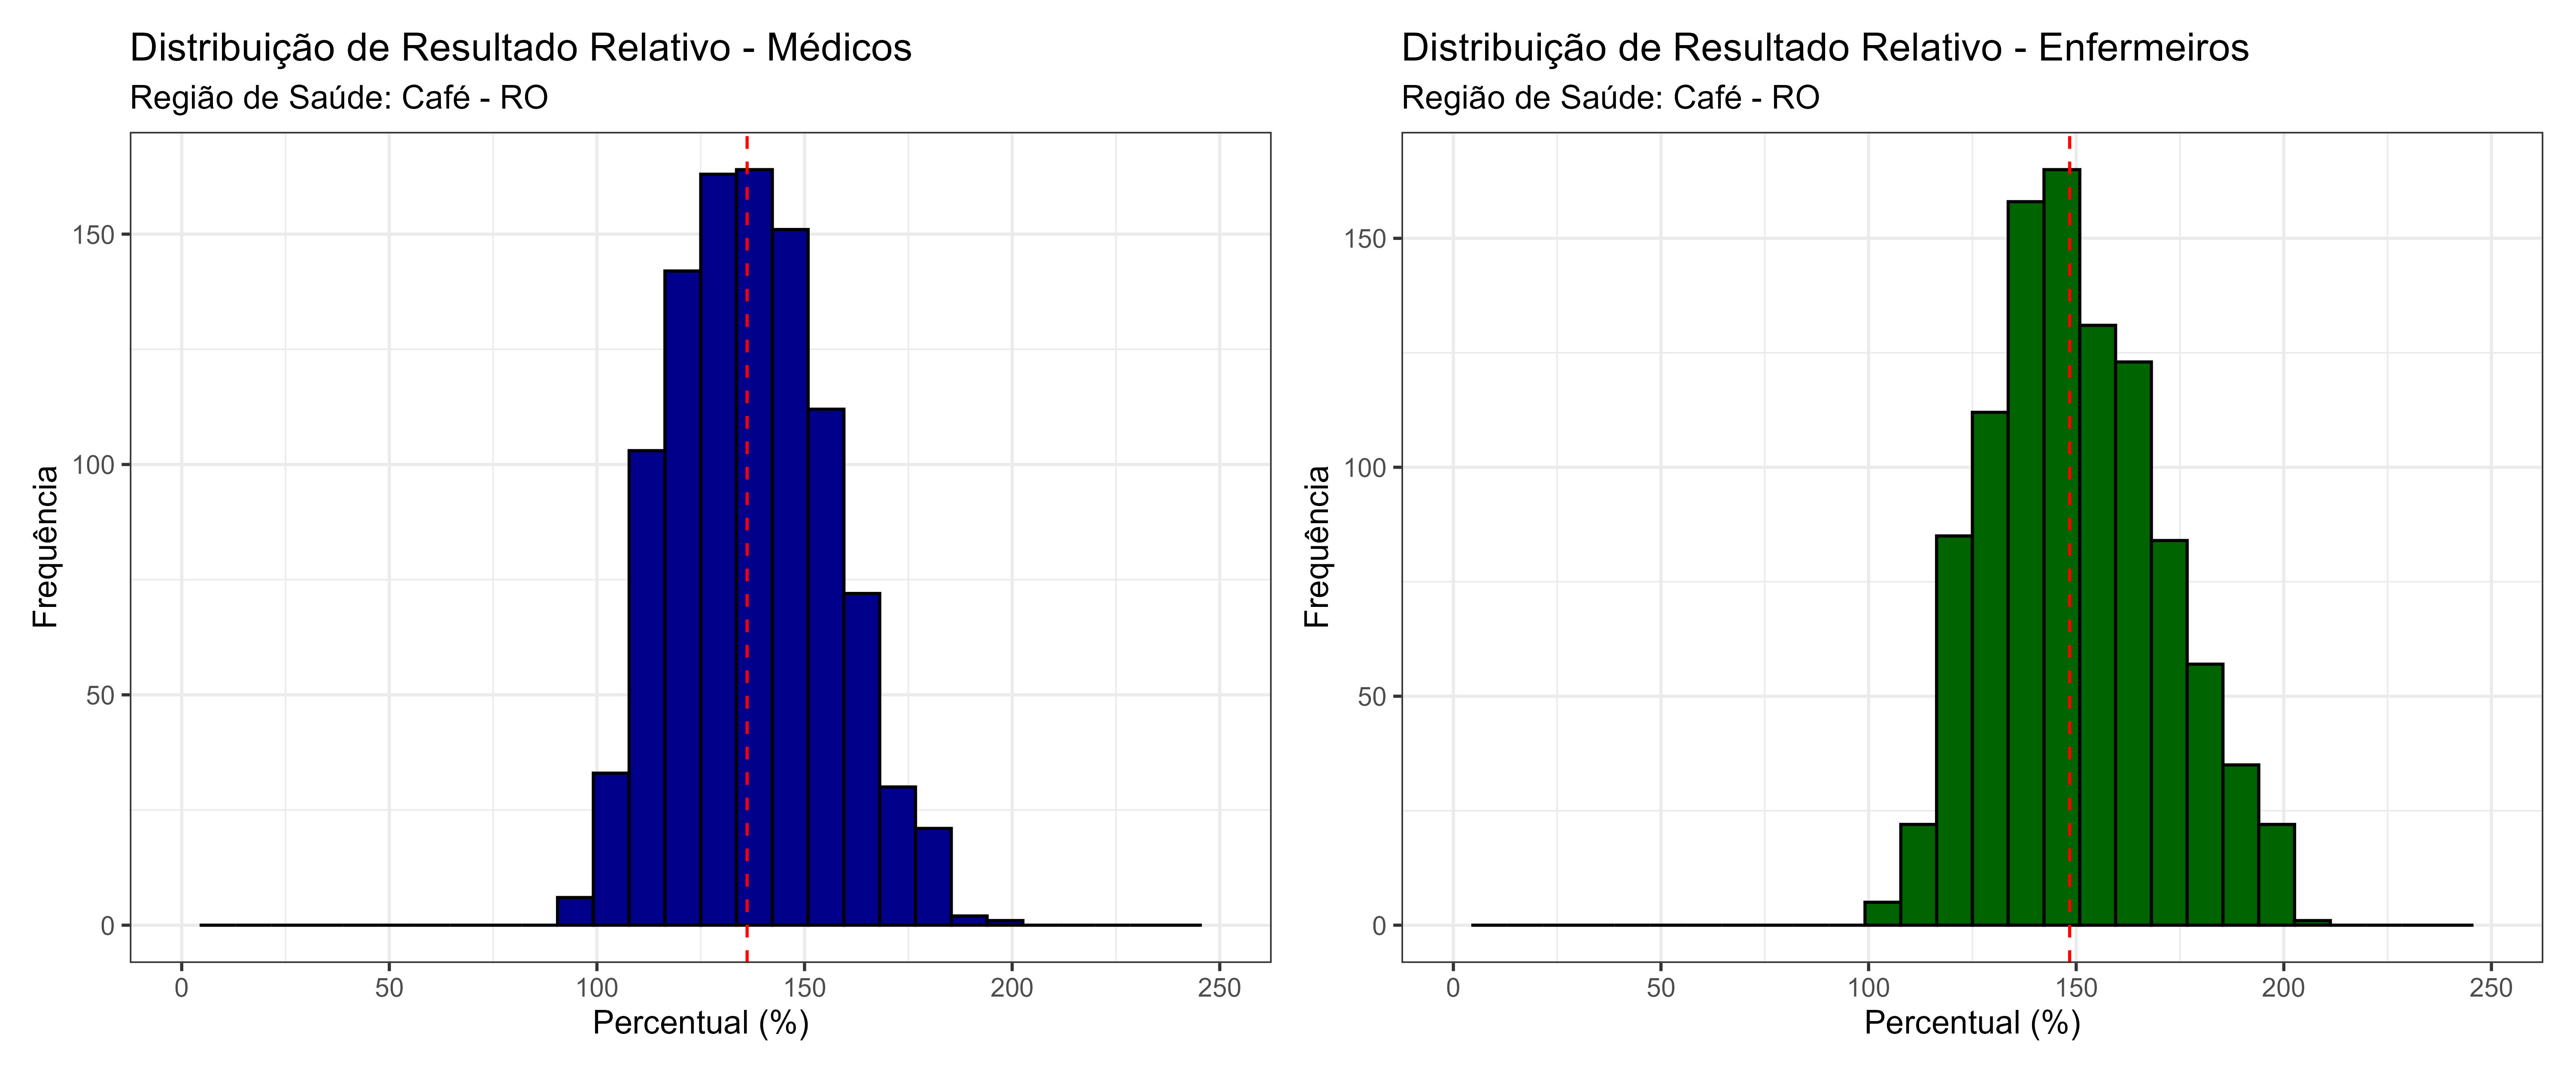 Distribuição de Resultado Relativo - Médicos
Região de Saúde: Café - RO
Frequência
150
100
50
0
0 50 100 150 200 250
Percentual (%)
Distribuição de Resultado Relativo - Enfermeiros
Região de Saúde: Café - RO
Frequência
150
100
50
0
0 50 100 150 200 250
Percentual (%)